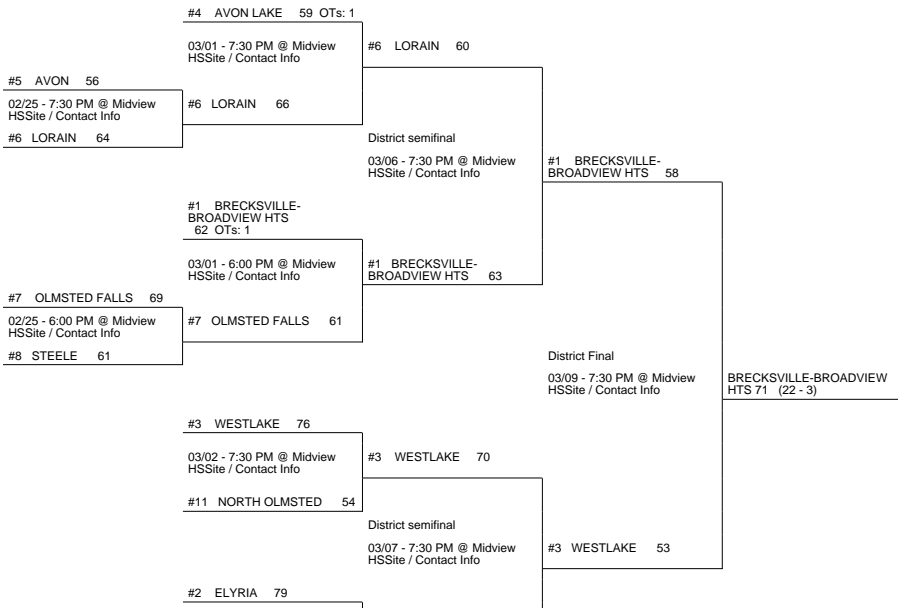 #4 AVON LAKE 59 OTs: 1
03/01 - 7:30 PM @ Midview
HSSite / Contact Info
#6 LORAIN 60
#5 AVON 56
02/25 - 7:30 PM @ Midview
HSSite / Contact Info
#6 LORAIN 66
#6 LORAIN 64
District semifinal
03/06 - 7:30 PM @ Midview
HSSite / Contact Info
#1 BRECKSVILLE-
BROADVIEW HTS 58
#1 BRECKSVILLE-
BROADVIEW HTS
62 OTs: 1
03/01 - 6:00 PM @ Midview
HSSite / Contact Info
#1 BRECKSVILLE-
BROADVIEW HTS 63
#7 OLMSTED FALLS 69
02/25 - 6:00 PM @ Midview
HSSite / Contact Info
#7 OLMSTED FALLS 61
#8 STEELE 61
District Final
03/09 - 7:30 PM @ Midview
HSSite / Contact Info
BRECKSVILLE-BROADVIEW
HTS 71 (22 - 3)
#3 WESTLAKE 76
03/02 - 7:30 PM @ Midview
HSSite / Contact Info
#3 WESTLAKE 70
#11 NORTH OLMSTED 54
District semifinal
03/07 - 7:30 PM @ Midview
HSSite / Contact Info
#3 WESTLAKE 53
#2 ELYRIA 79